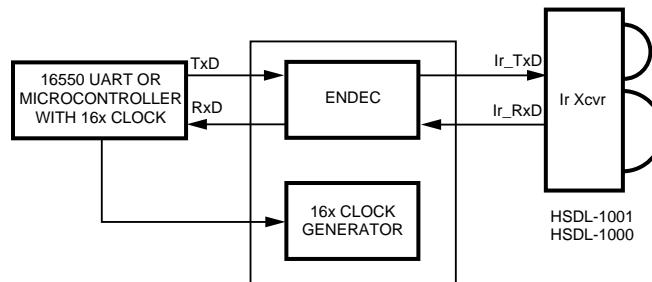 16550 UART OR
MICROCONTROLLER
WITH 16x CLOCK
TxD
RxD
ENDEC
16x CLOCK
GENERATOR
Ir_TxD
Ir_RxD
Ir Xcvr
HSDL-1001
HSDL-1000